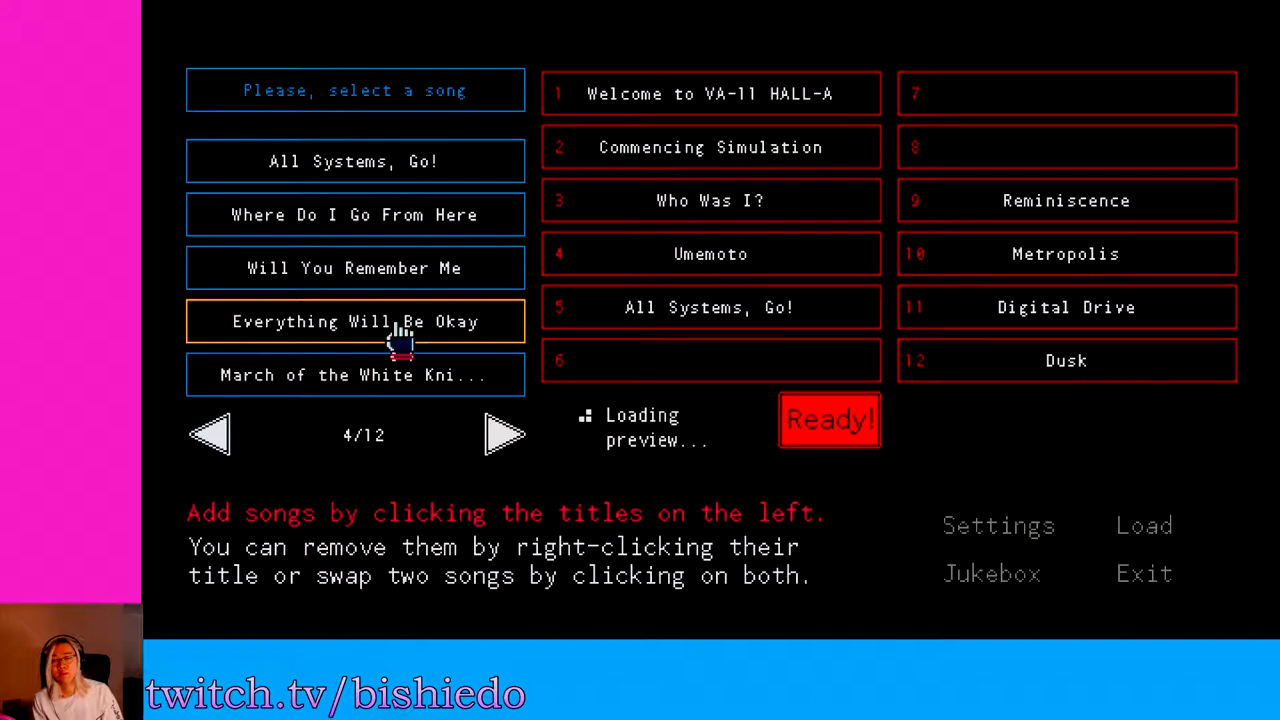 Please, select a song
All Systems, Go!
Where Do I Go From Here
Will You Remember Me
Everything Will Be Okay
March of the White Kni...
4/12
1 Welcome to VA-11 HALL-A
2 Commencing Simulation
3 Who Was I?
4 Umemoto
5 All Systems, Go!
6
7
8
9 Reminiscence
10 Metropolis
11 Digital Drive
12 Dusk
Loading
preview...
Ready!
Add songs by clicking the titles on the left.
You can remove them by right-clicking their
title or swap two songs by clicking on both.
Settings Load
Jukebox Exit
twitch.tv/bishiedo